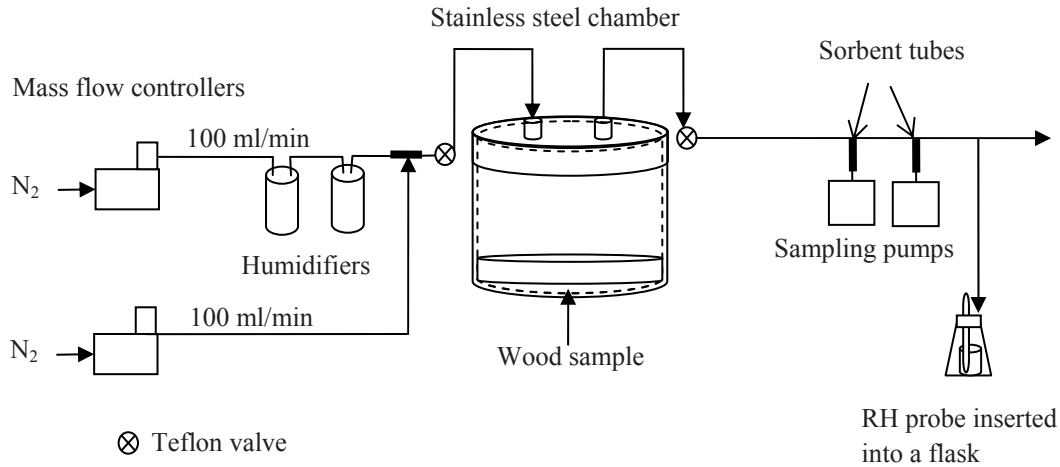 Stainless steel chamber
Sorbent tubes
Mass flow controllers
100 ml/min
N₂
Humidifiers
Sampling pumps
100 ml/min
N₂
Wood sample
RH probe inserted
into a flask
Teflon valve